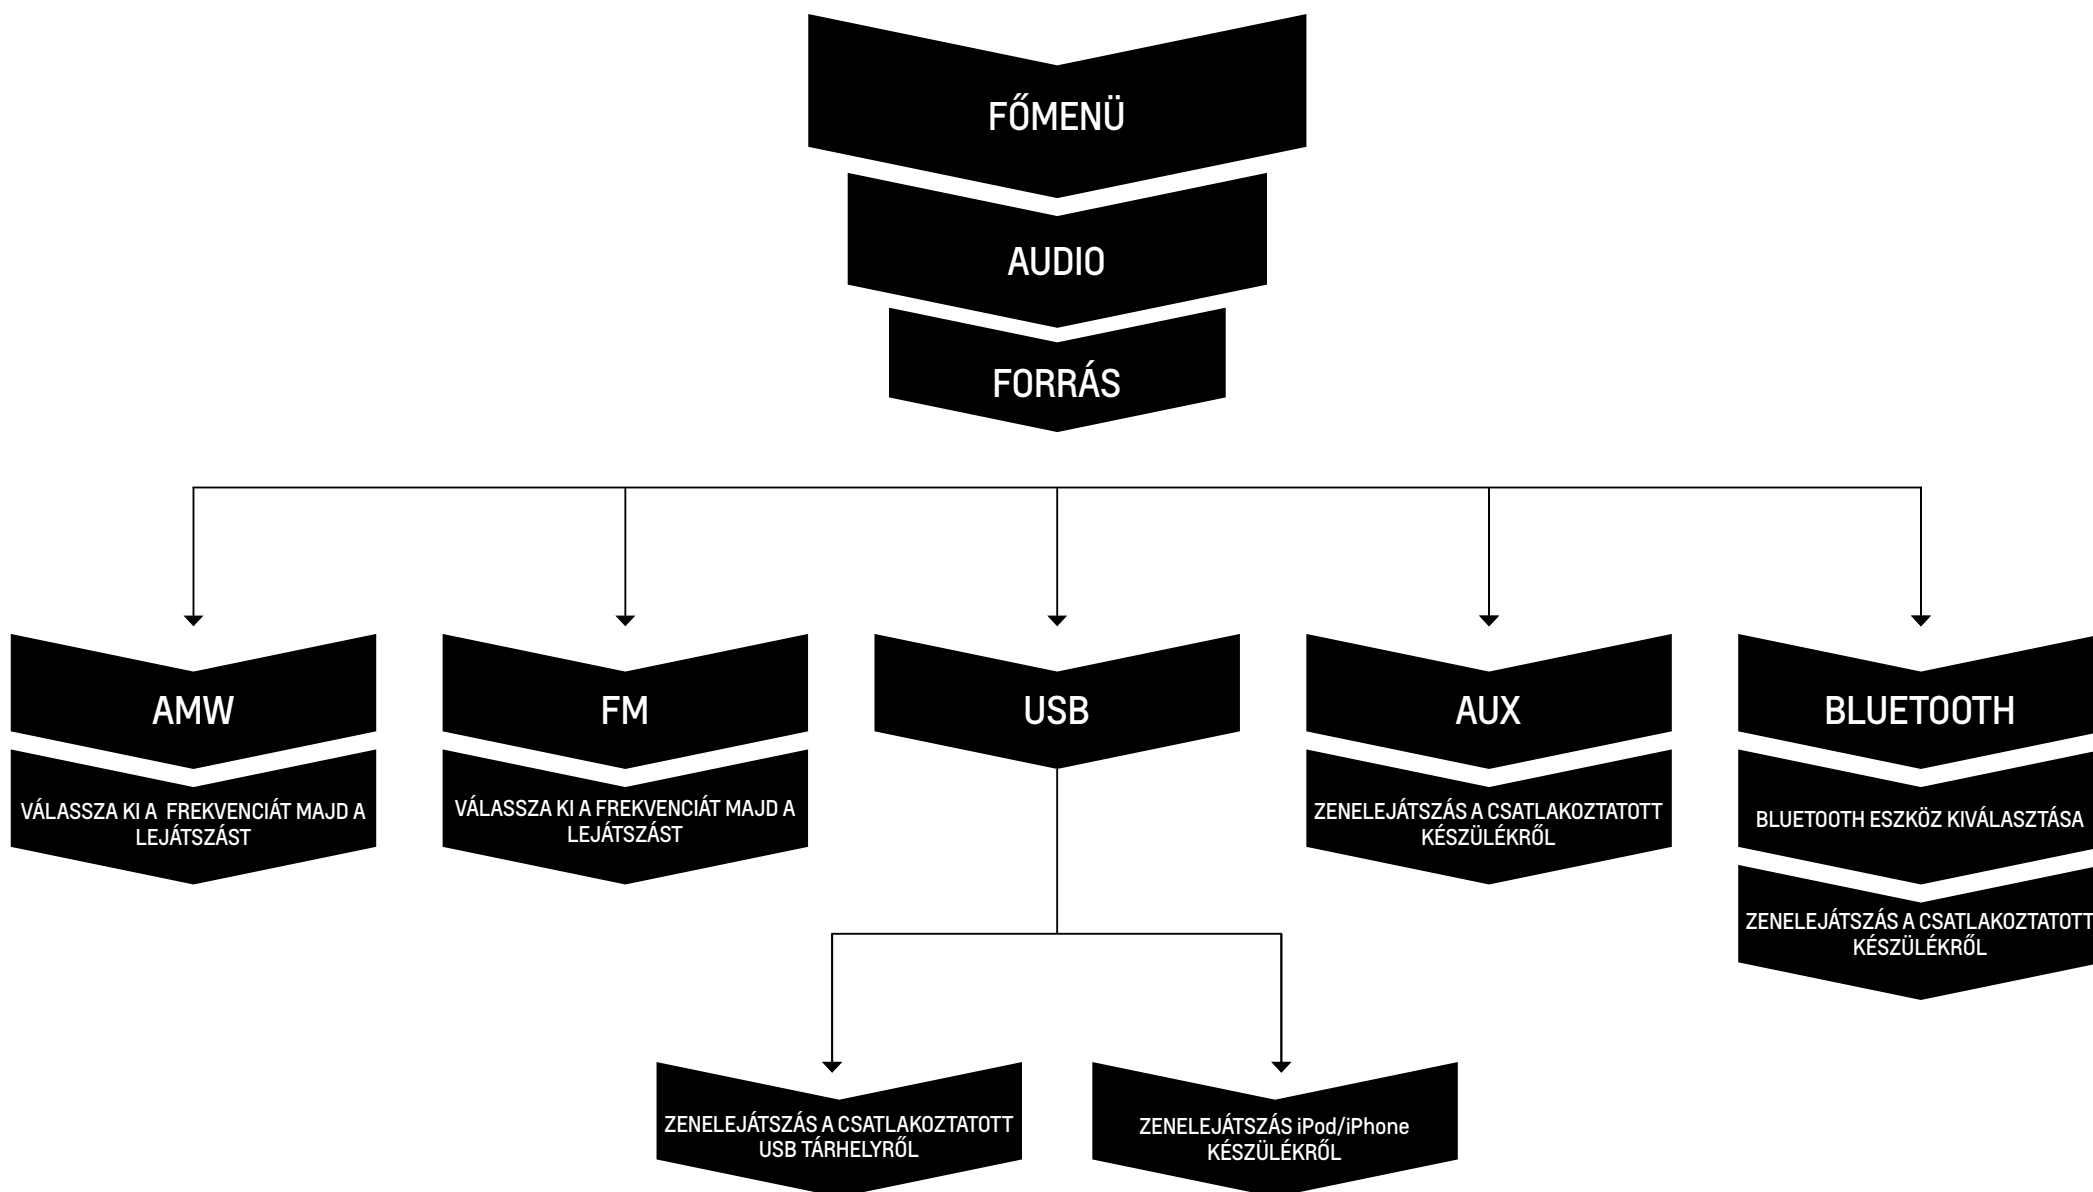 FŐMENÜ
AUDIO
FORRÁS
AMW
VÁLASSZA KI A FREKVENCIÁT MAJD A
LEJÁTSZÁST
FM
VÁLASSZA KI A FREKVENCIÁT MAJD A
LEJÁTSZÁST
USB
ZENELEJÁTSZÁS A CSATLAKOZTATOTT
USB TÁRHELYRŐL
ZENELEJÁTSZÁS iPod/iPhone
KÉSZÜLÉKRŐL
AUX
ZENELEJÁTSZÁS A CSATLAKOZTATOTT
KÉSZÜLÉKRŐL
BLUETOOTH
BLUETOOTH ESZKÖZ KIVÁLASZTÁSA
ZENELEJÁTSZÁS A CSATLAKOZTATOTT
KÉSZÜLÉKRŐL